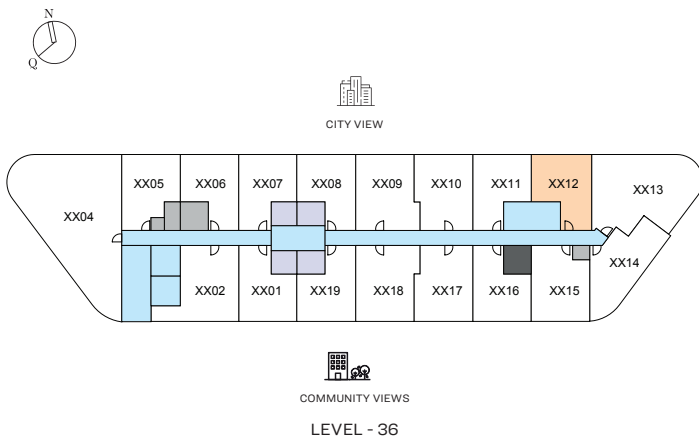 N
Q
CITY VIEW
XX05 XX06 XX07 XX08 XX09 XX10 XX11 XX12 XX13
XX04
XX14
XX02 XX01 XX19 XX18 XX17 XX16 XX15
COMMUNITY VIEWS
LEVEL - 36